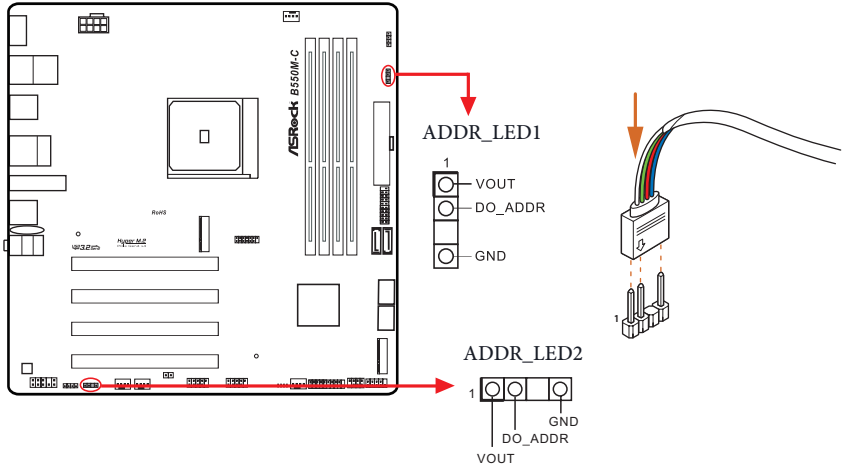 ASRock B550M-C
RoHS
Hyper M.2
ADDR_LED1
1
VOUT
DO_ADDR
GND
1
ADDR_LED2
1
GND
DO_ADDR
VOUT